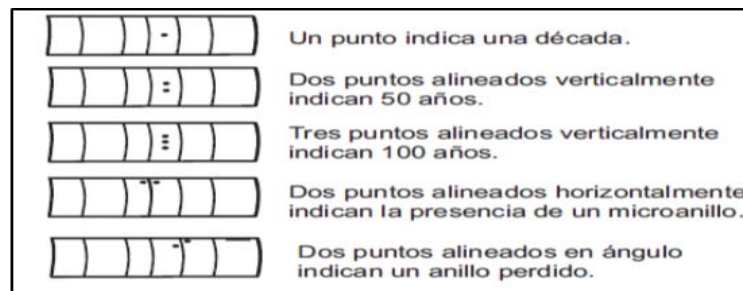 Un punto indica una década.
Dos puntos alineados verticalmente
indican 50 años.
Tres puntos alineados verticalmente
indican 100 años.
Dos puntos alineados horizontalmente
indican la presencia de un microanillo.
Dos puntos alineados en ángulo
indican un anillo perdido.